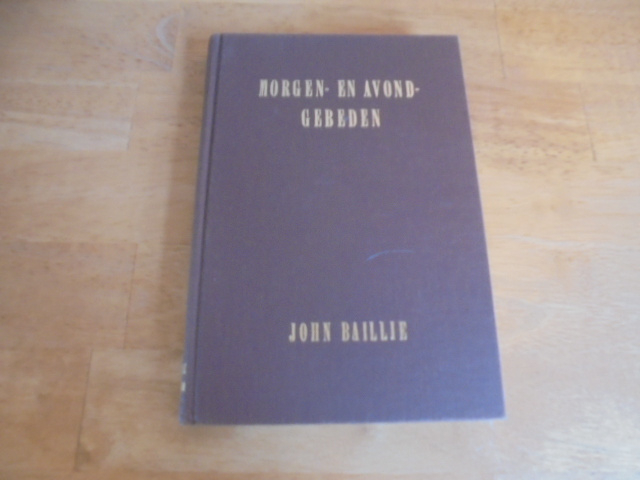 MORGEN- EN AVOND-
GEBEDEN
JOHN BAILLIE